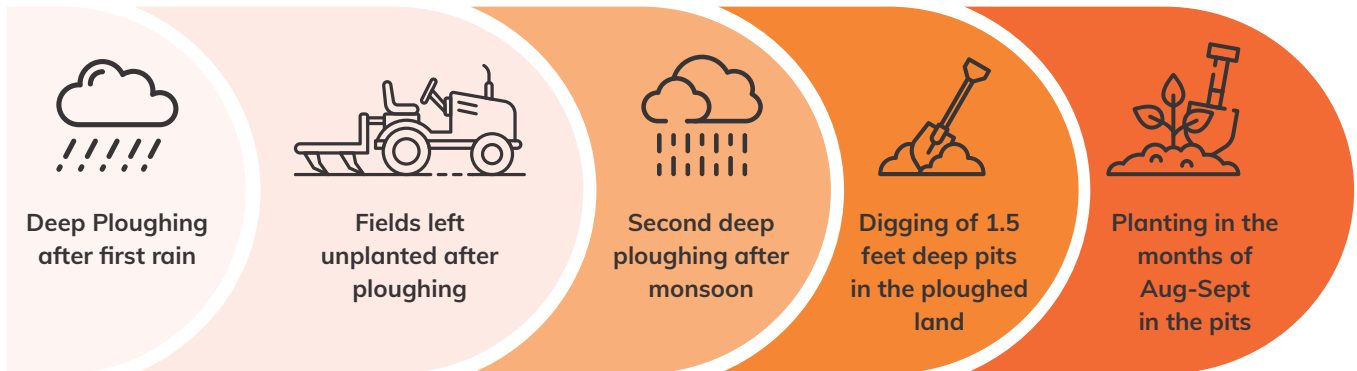 Deep Ploughing
after first rain
Fields left
unplanted after
ploughing
Second deep
ploughing after
monsoon
Digging of 1.5
feet deep pits
in the ploughed
land
Planting in the
months of
Aug-Sept
in the pits